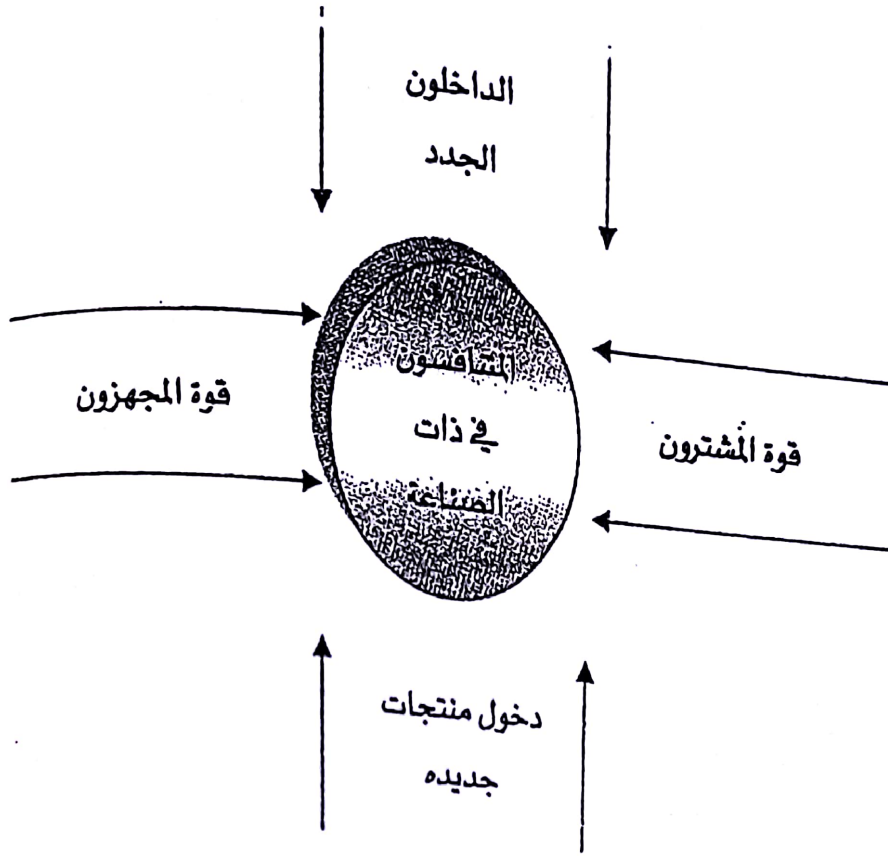 الداخلون
الجدد
المتنافسون
في ذات
الصناعة
قوة المشترون
قوة المجهزون
دخول منتجات
جديده